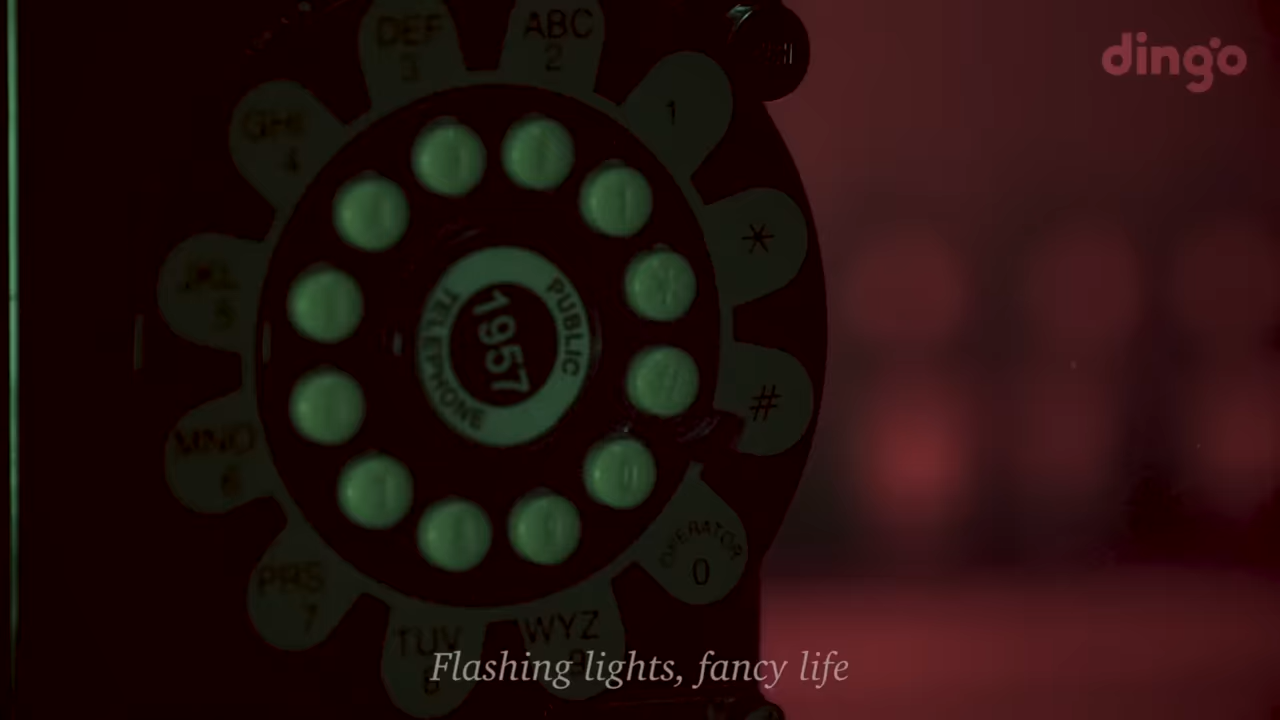 dingo
ABC
2
DEF
3
1
GHI
4
*
JKL
5
PUBLIC
1957
TELEPHONE
#
MNO
6
OPERATOR
0
PRS
7
TUV
8
WYZ
9
Flashing lights, fancy life